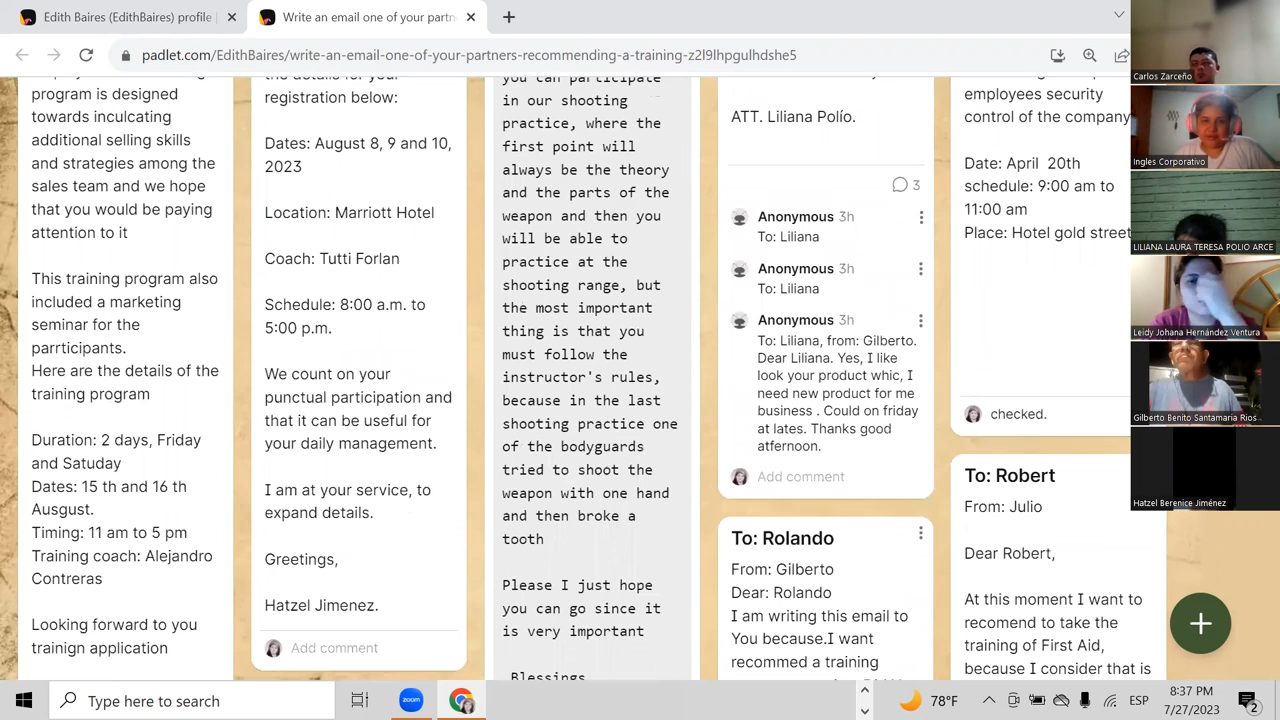 Edith Baires (EdithBaires) profile |
Write an email one of your partn
padlet.com/EdithBaires/write-an-email-one-of-your-partners-recommending-a-training-z2l9lhpgulhdshe5
program is designed
towards inculcating
additional selling skills
and strategies among the
sales team and we hope
that you would be paying
attention to it
This training program also
included a marketing
seminar for the
parrticipants.
Here are the details of the
training program
Duration: 2 days, Friday
and Satuday
Dates: 15 th and 16 th
Ausgust.
Timing: 11 am to 5 pm
Training coach: Alejandro
Contreras
Looking forward to you
traignin application
the details for your
registration below:
Dates: August 8, 9 and 10,
2023
Location: Marriott Hotel
Coach: Tutti Forlan
Schedule: 8:00 a.m. to
5:00 p.m.
We count on your
punctual participation and
that it can be useful for
your daily management.
I am at your service, to
expand details.
Greetings,
Hatzel Jimenez.
Add comment
you can participate
in our shooting
practice, where the
first point will
always be the theory
and the parts of the
weapon and then you
will be able to
practice at the
shooting range, but
the most important
thing is that you
must follow the
instructor's rules,
because in the last
shooting practice one
of the bodyguards
tried to shoot the
weapon with one hand
and then broke a
tooth
Please I just hope
you can go since it
is very important
Blessings
ATT. Liliana Polío.
3
Anonymous 3h
To: Liliana
Anonymous 3h
To: Liliana
Anonymous 3h
To: Liliana, from: Gilberto.
Dear Liliana. Yes, I like
look your product whic, I
need new product for me
business . Could on friday
at lates. Thanks good
atfernoon.
Add comment
To: Rolando
From: Gilberto
Dear: Rolando
I am writing this email to
You because.I want
recommed a training
employees security
control of the company
Date: April 20th
schedule: 9:00 am to
11:00 am
Place: Hotel gold street
checked.
To: Robert
From: Julio
Dear Robert,
At this moment I want to
recomend to take the
training of First Aid,
because I consider that is
Carlos Zarceño
Ingles Corporativo
LILIANA LAURA TERESA POLIO ARCE
Leidy Johana Hernández Ventura
Gilberto Benito Santamaria Rios
Hatzel Berenice Jiménez
Type here to search
zoom
78°F
ESP
8:37 PM
7/27/2023
2